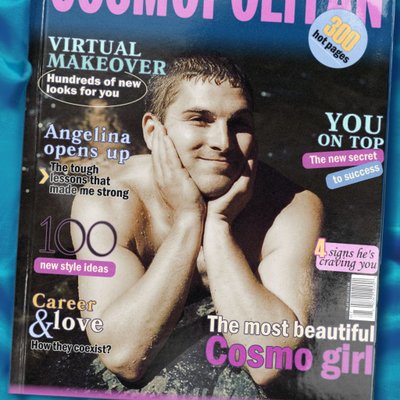 COSMOPOLITAN
300
hot pages
VIRTUAL
MAKEOVER
Hundreds of new
looks for you
Angelina
opens up
The tough
lessons that
made me strong
YOU
ON TOP
The new secret
to success
100
new style ideas
4 signs he's
craving you
Career
&love
How they coexist?
The most beautiful
Cosmo girl